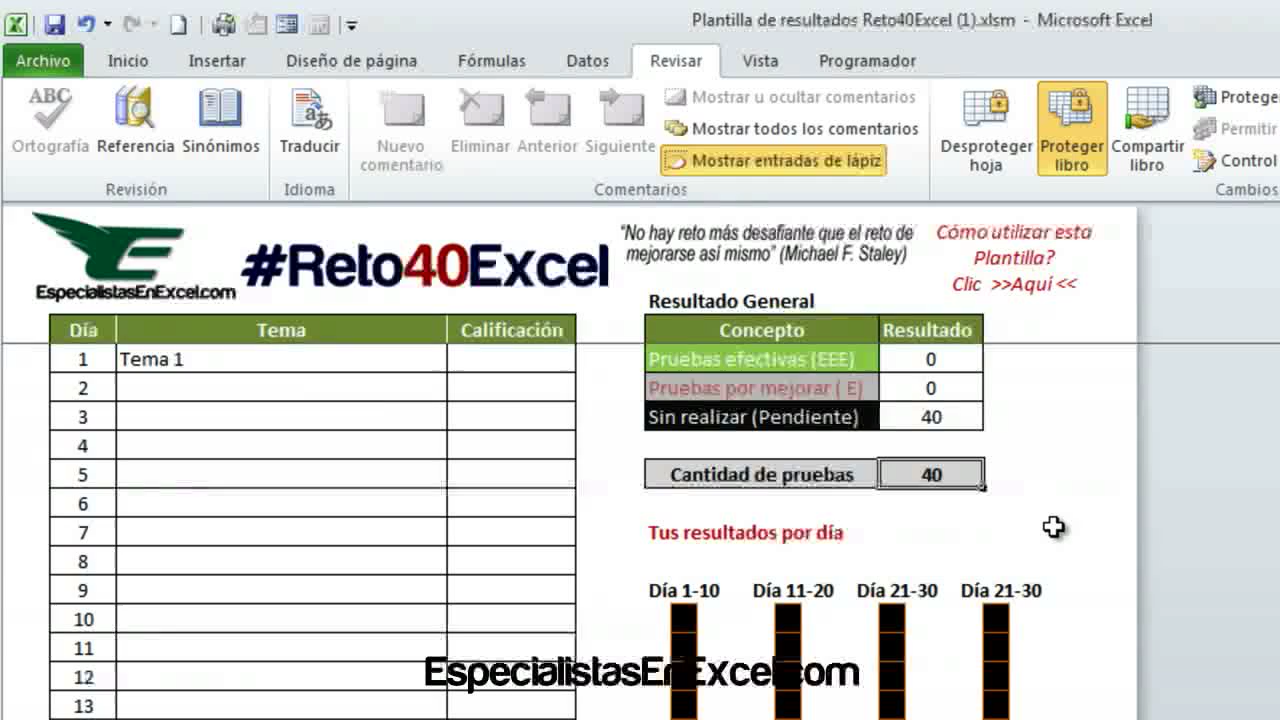 Plantilla de resultados Reto40Excel (1).xlsm - Microsoft Excel
Archivo Inicio Insertar Diseño de página Fórmulas Datos Revisar Vista Programador
ABC
Ortografía Referencia Sinónimos
Revisión
Traducir
Idioma
Nuevo comentario Eliminar Anterior Siguiente
Mostrar u ocultar comentarios
Mostrar todos los comentarios
Mostrar entradas de lápiz
Comentarios
Desproteger hoja Proteger libro Compartir libro
Protege
Permitir
Control
Cambios
EspecialistasEnExcel.com
#Reto40Excel
"No hay reto más desafiante que el reto de
mejorarse así mismo" (Michael F. Staley)
Cómo utilizar esta
Plantilla?
Clic >>Aquí <<
Día Tema Calificación
1 Tema 1
2
3
4
5
6
7
8
9
10
11
12
13
Resultado General
Concepto Resultado
Pruebas efectivas (EEE) 0
Pruebas por mejorar ( E) 0
Sin realizar (Pendiente) 40
Cantidad de pruebas 40
Tus resultados por día
Día 1-10 Día 11-20 Día 21-30 Día 21-30
EspecialistasEnExcel.com